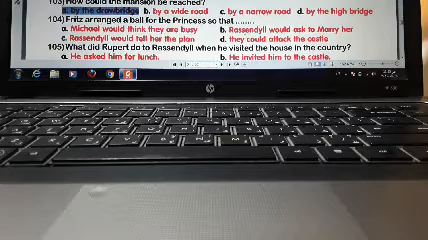 103) How could the mansion be reached?
a. by the drawbridge b. by a wide road c. by a narrow road d. by the high bridge
104) Fritz arranged a ball for the Princess so that ........
a. Michael would think they are busy b. Rassendyll would ask to Marry her
c. Rassendyll would tell her the plan d. they could attack the castle
105) What did Rupert do to Rassendyll when he visited the house in the country?
a. He asked him for lunch. b. He invited him to the castle.
hp